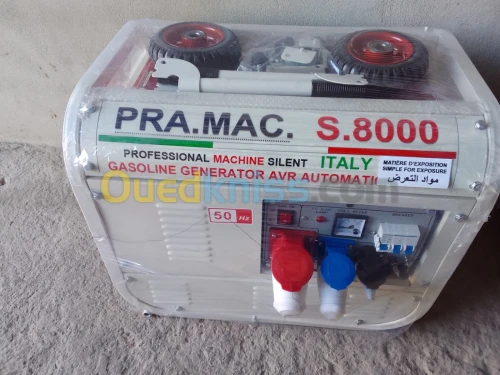 PRA.MAC. S.8000
PROFESSIONAL MACHINE SILENT ITALY
GASOLINE GENERATOR AVR AUTOMATIC
MATIÈRE D'EXPOSITION
SIMPLE FOR EXPOSURE
مواد التعرض
Ouedkniss.com
50 Hz